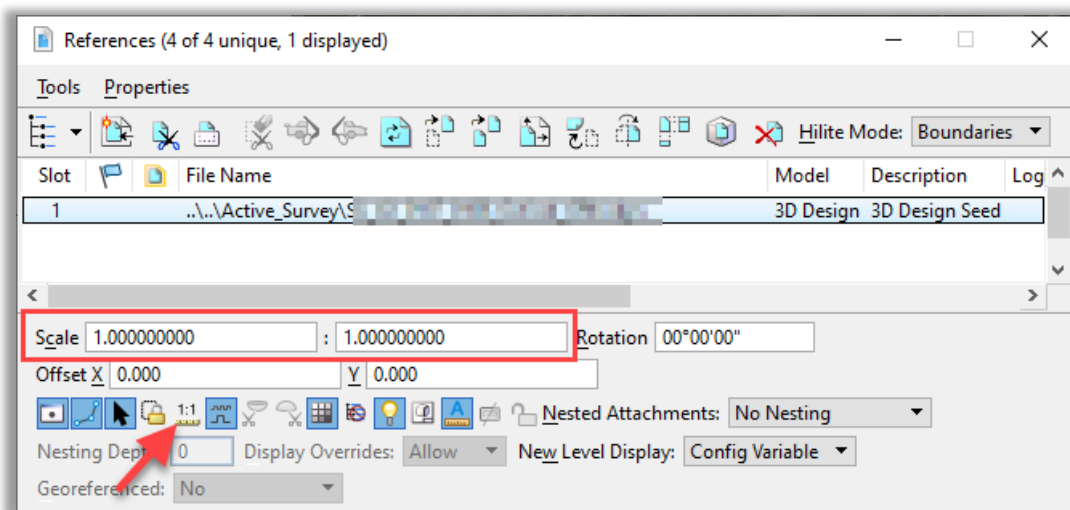 References (4 of 4 unique, 1 displayed)
Tools Properties
Hilite Mode: Boundaries
Slot File Name Model Description Log
1 ..\..\Active_Survey\S 3D Design 3D Design Seed
Scale 1.000000000 : 1.000000000 Rotation 00°00'00"
Offset X 0.000 Y 0.000
1:1 A Nested Attachments: No Nesting
Nesting Dept 0 Display Overrides: Allow New Level Display: Config Variable
Georeferenced: No